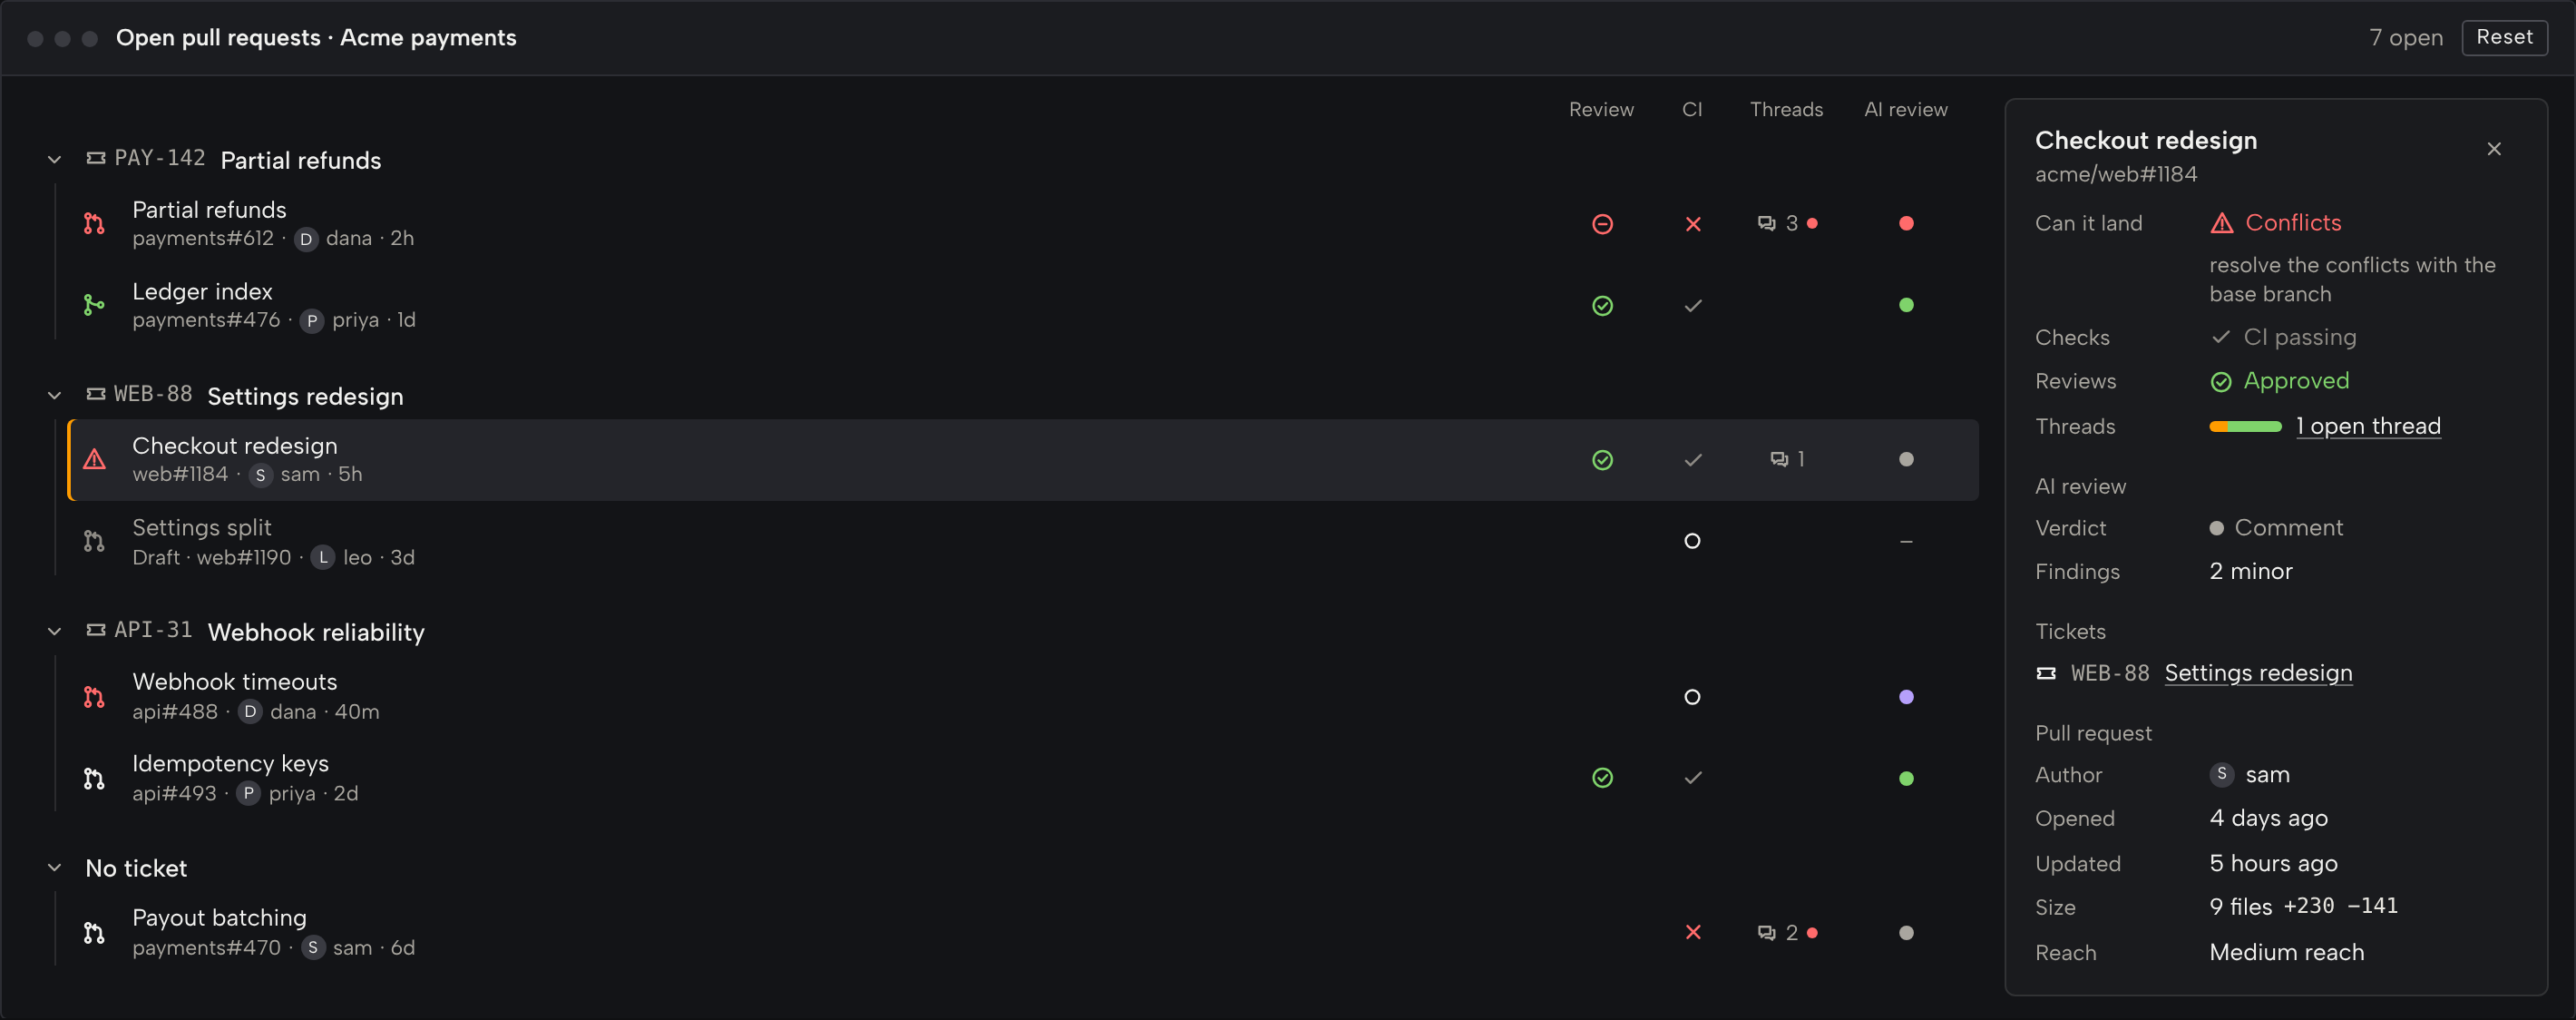 Open pull requests · Acme payments
7 open
Reset
Review CI Threads AI review
PAY-142 Partial refunds
Partial refunds
payments#612 · D dana · 2h
3
Ledger index
payments#476 · P priya · 1d
WEB-88 Settings redesign
Checkout redesign
web#1184 · S sam · 5h
1
Settings split
Draft · web#1190 · L leo · 3d
–
API-31 Webhook reliability
Webhook timeouts
api#488 · D dana · 40m
Idempotency keys
api#493 · P priya · 2d
No ticket
Payout batching
payments#470 · S sam · 6d
2
Checkout redesign
acme/web#1184
Can it land Conflicts
resolve the conflicts with the
base branch
Checks CI passing
Reviews Approved
Threads 1 open thread
AI review
Verdict Comment
Findings 2 minor
Tickets
WEB-88 Settings redesign
Pull request
Author S sam
Opened 4 days ago
Updated 5 hours ago
Size 9 files +230 −141
Reach Medium reach